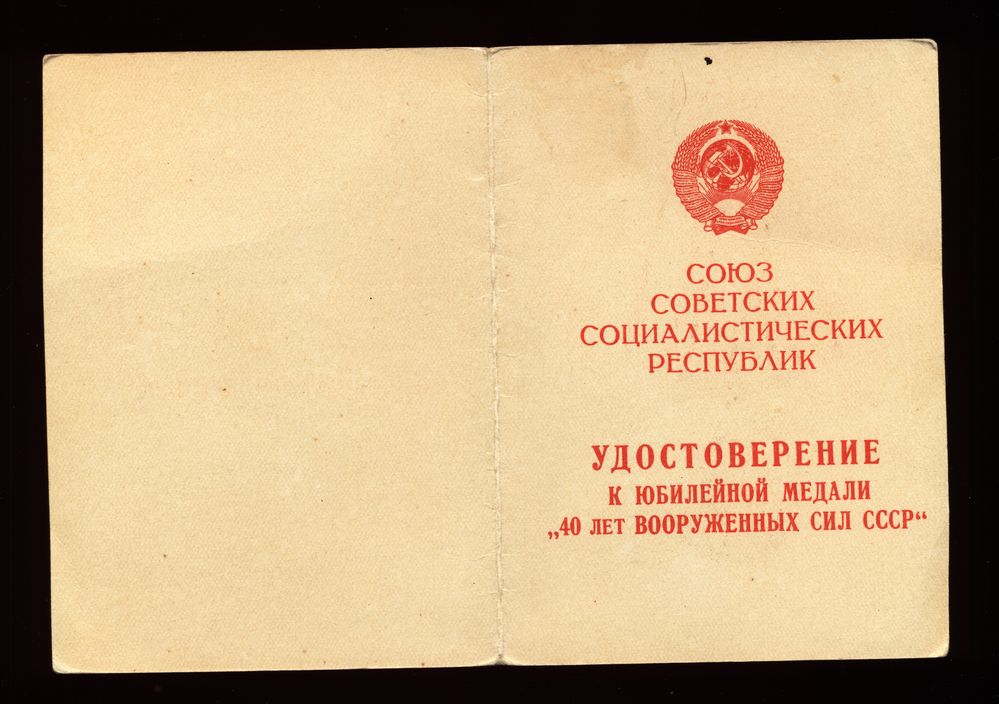 СОЮЗ
СОВЕТСКИХ
СОЦИАЛИСТИЧЕСКИХ
РЕСПУБЛИК
УДОСТОВЕРЕНИЕ
К ЮБИЛЕЙНОЙ МЕДАЛИ
„40 ЛЕТ ВООРУЖЕННЫХ СИЛ СССР“